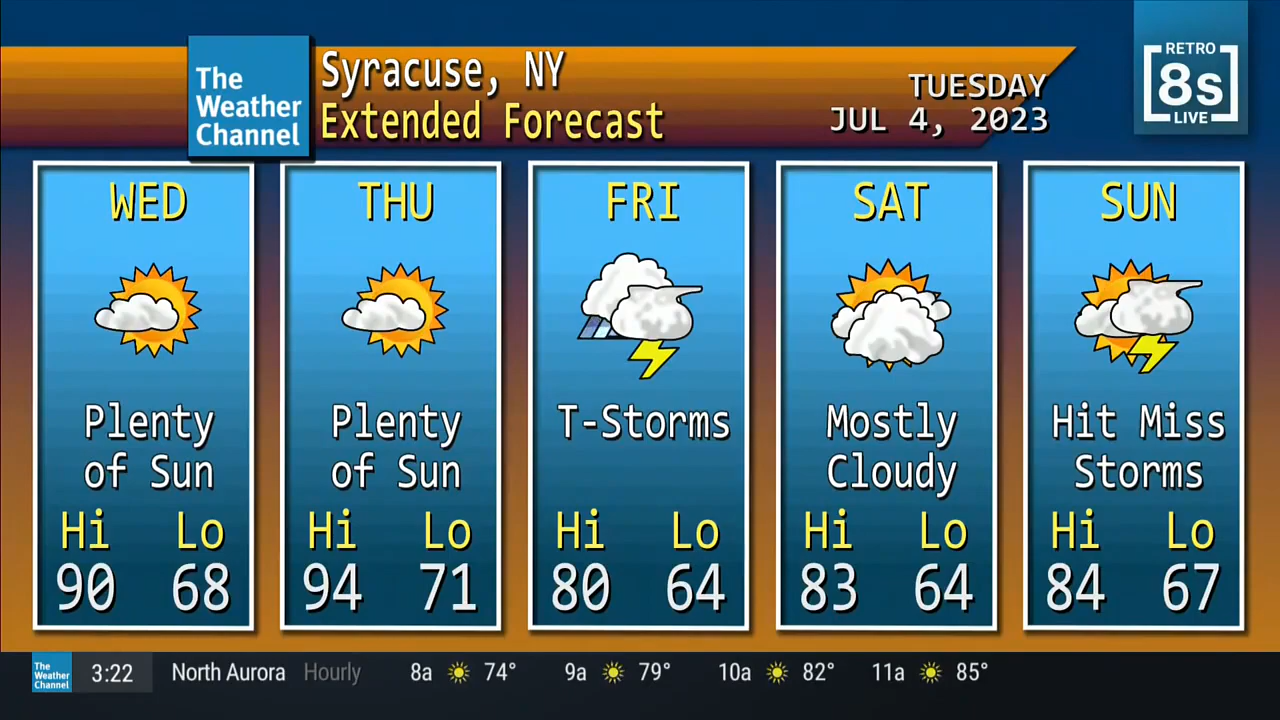 The
Weather
Channel
Syracuse, NY
Extended Forecast
TUESDAY
JUL 4, 2023
RETRO
8s
LIVE
WED
Plenty
of Sun
Hi Lo
90 68
THU
Plenty
of Sun
Hi Lo
94 71
FRI
T-Storms
Hi Lo
80 64
SAT
Mostly
Cloudy
Hi Lo
83 64
SUN
Hit Miss
Storms
Hi Lo
84 67
The
Weather
Channel
3:22 North Aurora Hourly 8a 74° 9a 79° 10a 82° 11a 85°